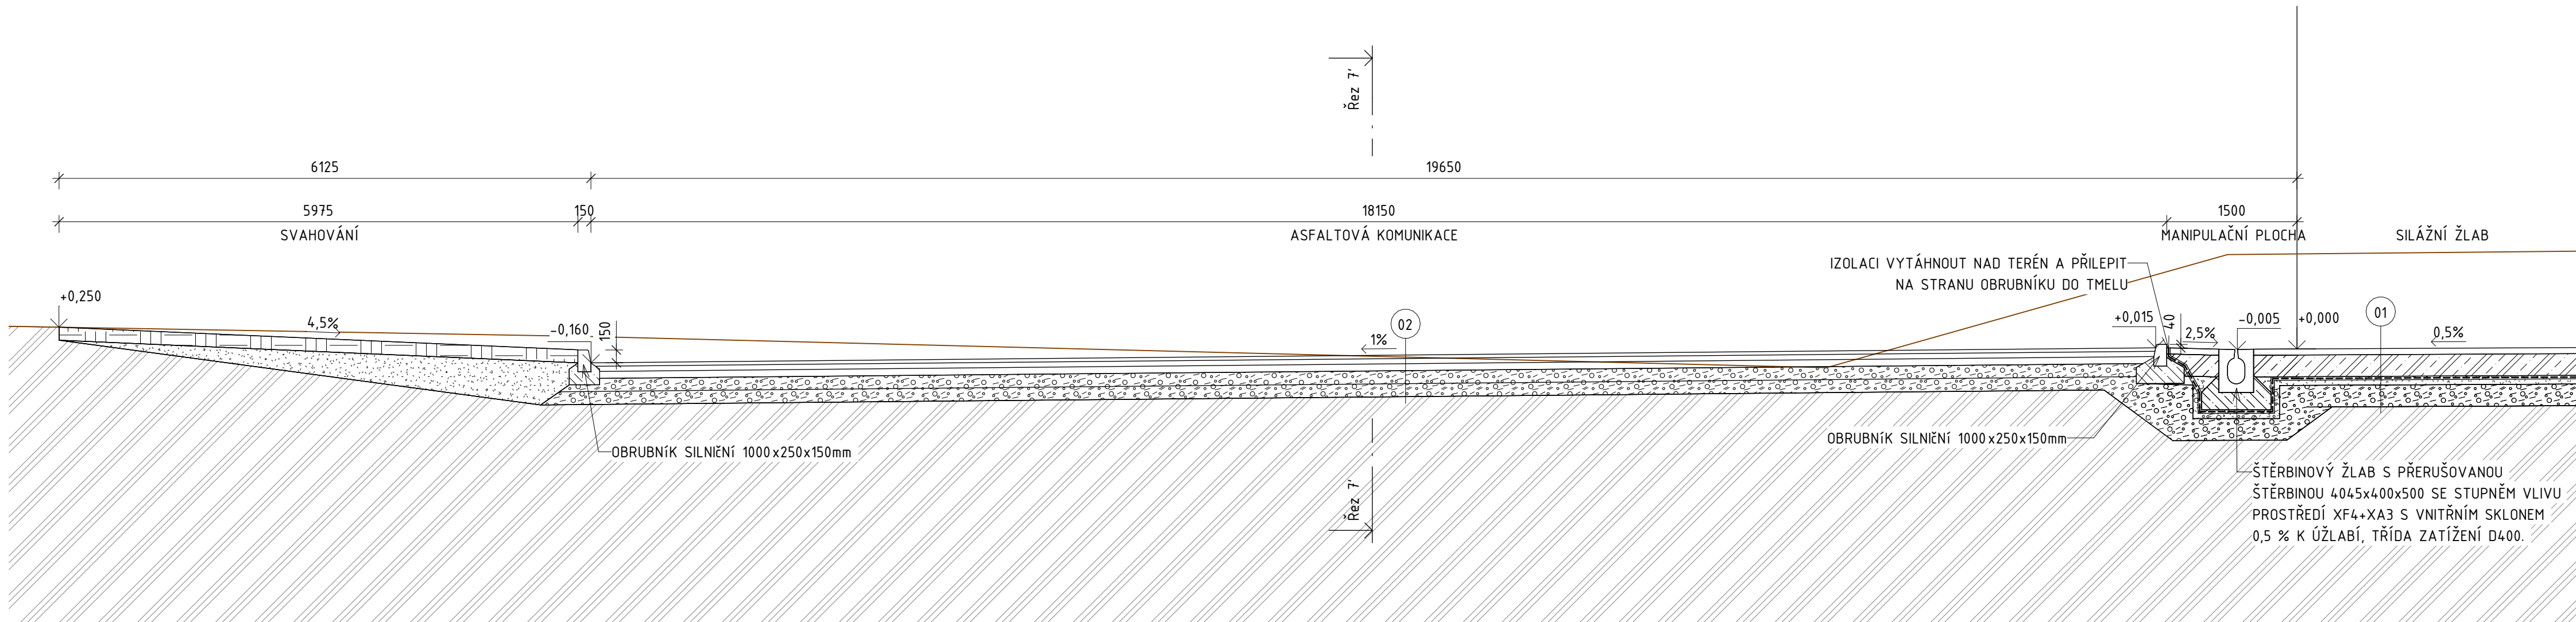 Řez 7'
6125
19650
5975
150
18150
1500
SVAHOVÁNÍ
ASFALTOVÁ KOMUNIKACE
MANIPULAČNÍ PLOCHA
SILÁŽNÍ ŽLAB
IZOLACI VYTÁHNOUT NAD TERÉN A PŘILEPIT
NA STRANU OBRUBNÍKU DO TMELU
+0,250
4,5%
-0,160
150
1%
02
+0,015
40
2,5%
-0,005
+0,000
01
0,5%
OBRUBNÍK SILNIČNÍ 1000x250x150mm
OBRUBNÍK SILNIČNÍ 1000x250x150mm
Řez 7'
ŠTĚRBINOVÝ ŽLAB S PŘERUŠOVANOU
ŠTĚRBINOU 4045x400x500 SE STUPNĚM VLIVU
PROSTŘEDÍ XF4+XA3 S VNITŘNÍM SKLONEM
0,5 % K ÚŽLABÍ, TŘÍDA ZATÍŽENÍ D400.